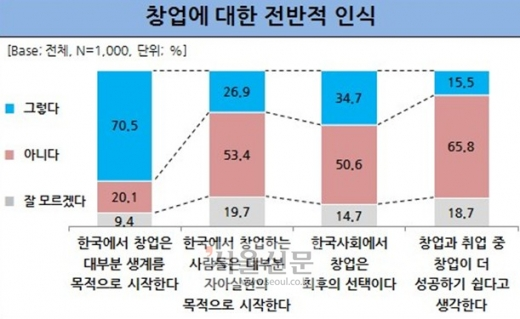 창업에 대한 전반적 인식
[Base: 전체, N=1,000, 단위: %]
그렇다
아니다
잘 모르겠다
70.5
20.1
9.4
26.9
53.4
19.7
34.7
50.6
14.7
15.5
65.8
18.7
한국에서 창업은
대부분 생계를
목적으로 시작한다
한국에서 창업하는
사람들은 대부분
자아실현의
목적으로 시작한다
한국사회에서
창업은
최후의 선택이다
창업과 취업 중
창업이 더
성공하기 쉽다고
생각한다
서울신문
seoul.co.kr